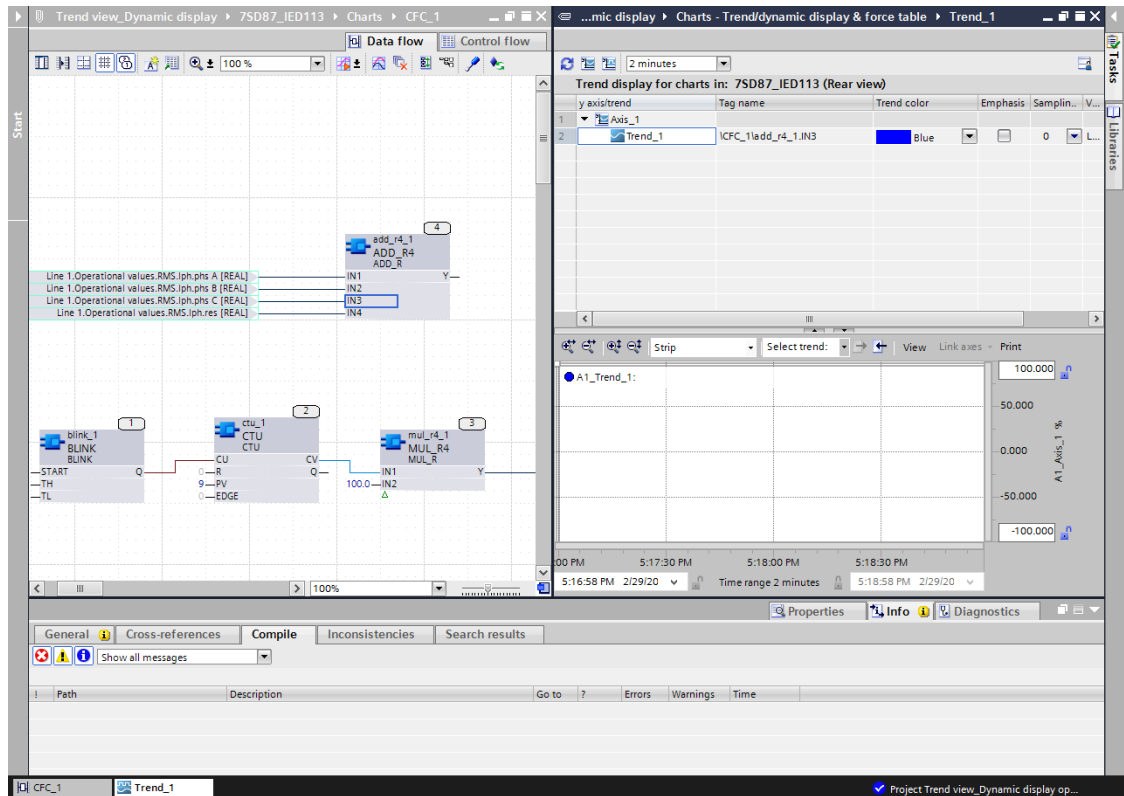 Trend view_Dynamic display ▸ 7SD87_IED113 ▸ Charts ▸ CFC_1
Data flow
Control flow
100 %
Start
4
add_r4_1
ADD_R4
ADD_R
Line 1.Operational values.RMS.Iph.phs A [REAL]
IN1
Y
Line 1.Operational values.RMS.Iph.phs B [REAL]
IN2
Line 1.Operational values.RMS.Iph.phs C [REAL]
IN3
Line 1.Operational values.RMS.Iph.res [REAL]
IN4
1
blink_1
BLINK
BLINK
START
Q
TH
TL
2
ctu_1
CTU
CTU
CU
CV
0
R
Q
9
PV
0
EDGE
3
mul_r4_1
MUL_R4
MUL_R
IN1
Y
100.0
IN2
100%
...mic display ▸ Charts - Trend/dynamic display & force table ▸ Trend_1
2 minutes
Trend display for charts in: 7SD87_IED113 (Rear view)
y axis/trend
Tag name
Trend color
Emphasis
Samplin..
V...
1
Axis_1
2
Trend_1
\CFC_1\add_r4_1.IN3
Blue
0
L...
Strip
Select trend:
View
Link axes
Print
A1_Trend_1:
100.000
50.000
0.000
-50.000
-100.000
A1_Axis_1 %
:00 PM
5:17:30 PM
5:18:00 PM
5:18:30 PM
5:16:58 PM 2/29/20
Time range 2 minutes
5:18:58 PM 2/29/20
Tasks
Libraries
Properties
Info
Diagnostics
General
Cross-references
Compile
Inconsistencies
Search results
Show all messages
!
Path
Description
Go to
?
Errors
Warnings
Time
CFC_1
Trend_1
Project Trend view_Dynamic display op...